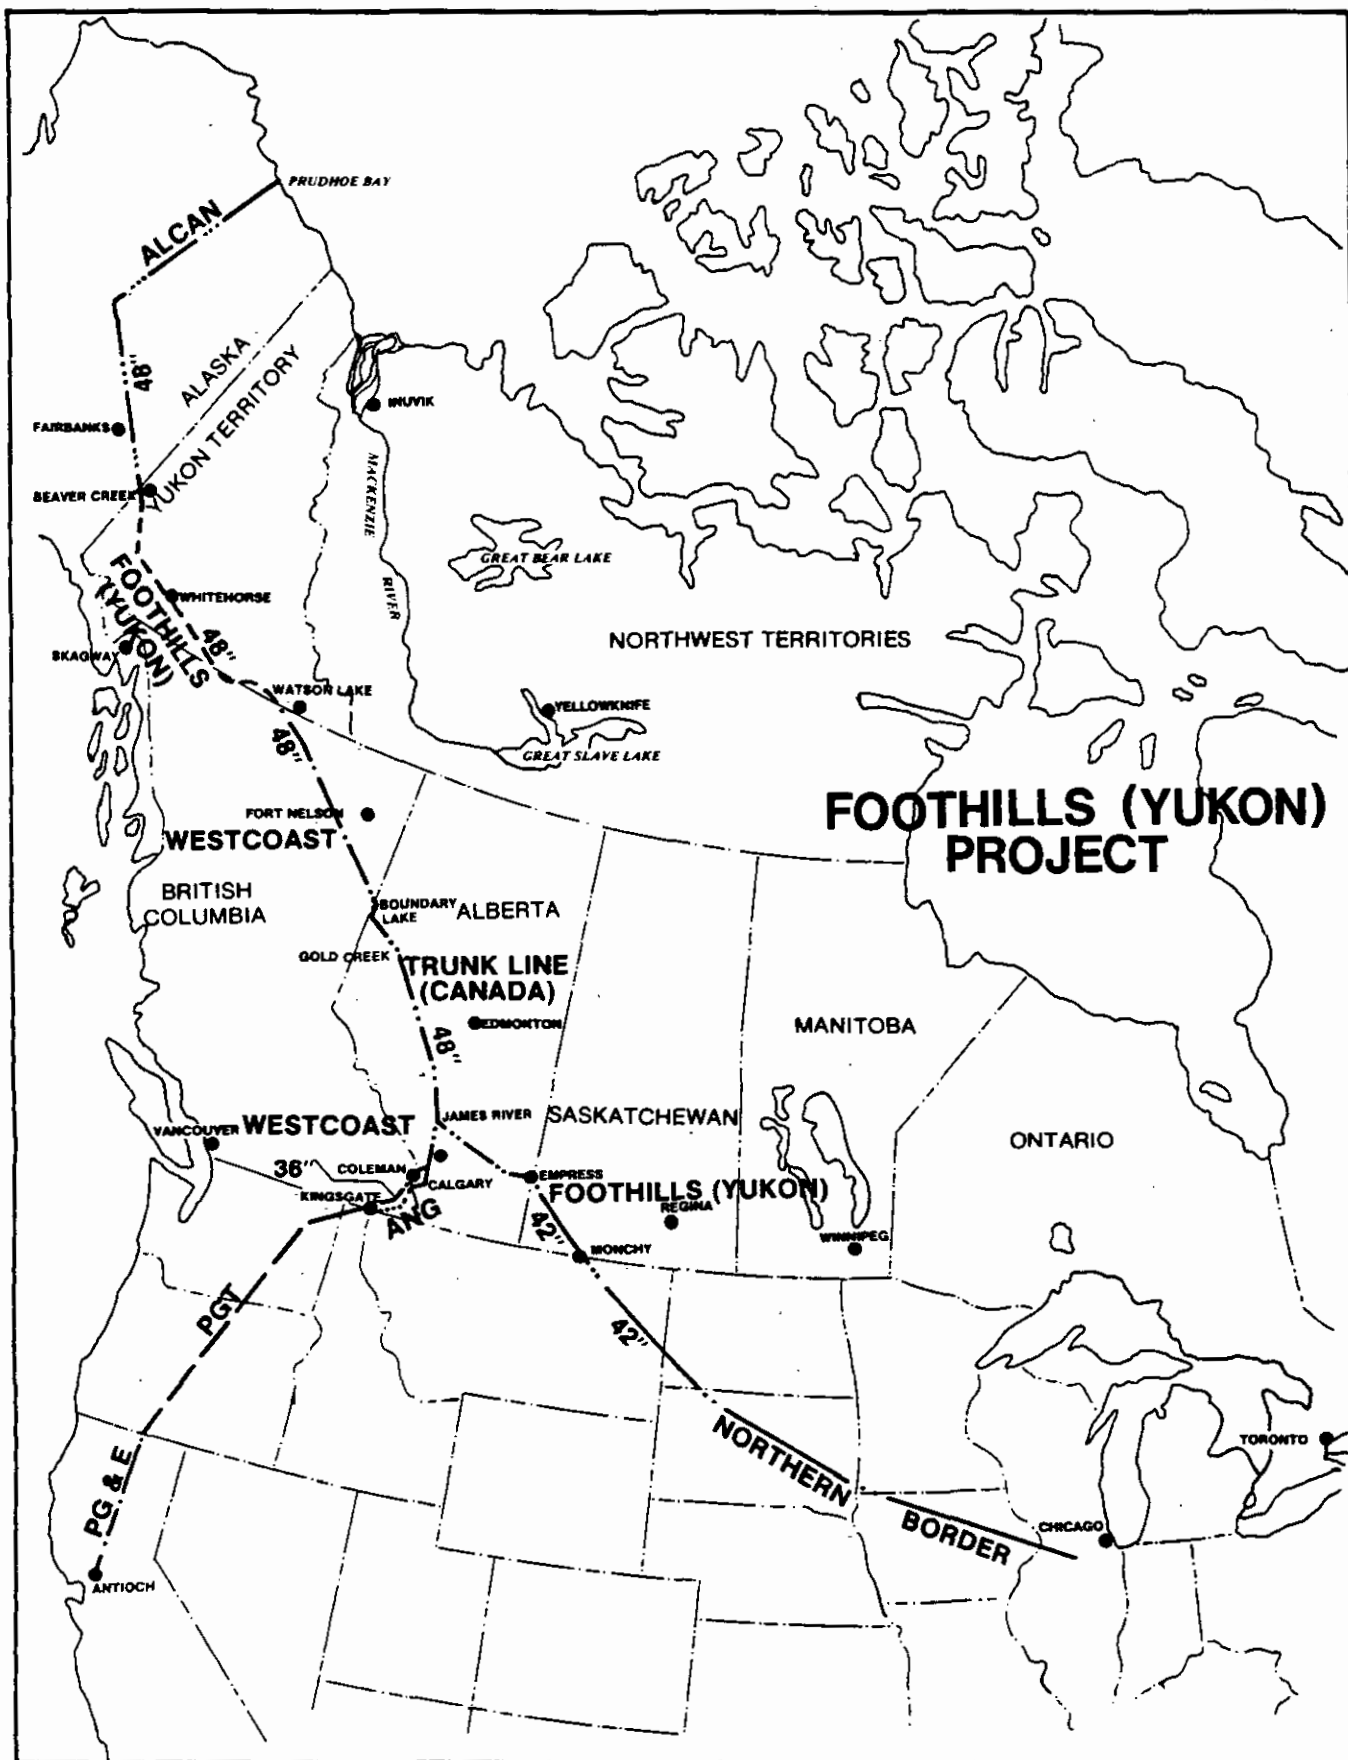 PRUDHOE BAY
ALCAN
48"
ALASKA
YUKON TERRITORY
INUVIK
FAIRBANKS
BEAVER CREEK
MACKENZIE
RIVER
GREAT BEAR LAKE
FOOTHILLS
(YUKON)
WHITEHORSE
48"
SKAGWAY
NORTHWEST TERRITORIES
WATSON LAKE
YELLOWKNIFE
48"
GREAT SLAVE LAKE
FOOTHILLS (YUKON)
PROJECT
FORT NELSON
WESTCOAST
BRITISH
COLUMBIA
BOUNDARY
LAKE
ALBERTA
GOLD CREEK
TRUNK LINE
(CANADA)
EDMONTON
MANITOBA
48"
JAMES RIVER
SASKATCHEWAN
VANCOUVER
WESTCOAST
ONTARIO
36"
COLEMAN
CALGARY
EMPRESS
KINGSGATE
FOOTHILLS (YUKON)
ANG
REGINA
42"
WINNIPEG
MONCHY
PGT
42"
NORTHERN
BORDER
TORONTO
PG & E
CHICAGO
ANTIOCH